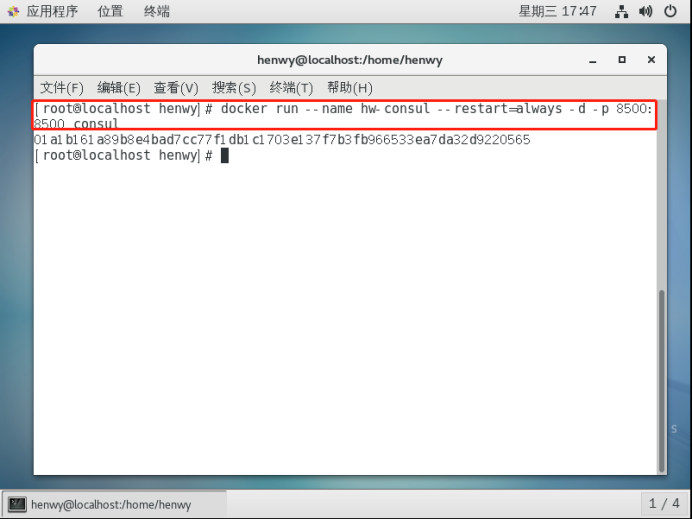 应用程序 位置 终端 星期三 17:47
henwy@localhost:/home/henwy
文件(F) 编辑(E) 查看(V) 搜索(S) 终端(T) 帮助(H)
[root@localhost henwy]# docker run --name hw-consul --restart=always -d -p 8500:
8500 consul
01a1b161a89b8e4bad7cc77f1db1c1703e137f7b3fb966533ea7da32d9220565
[root@localhost henwy]#
s
henwy@localhost:/home/henwy 1 / 4